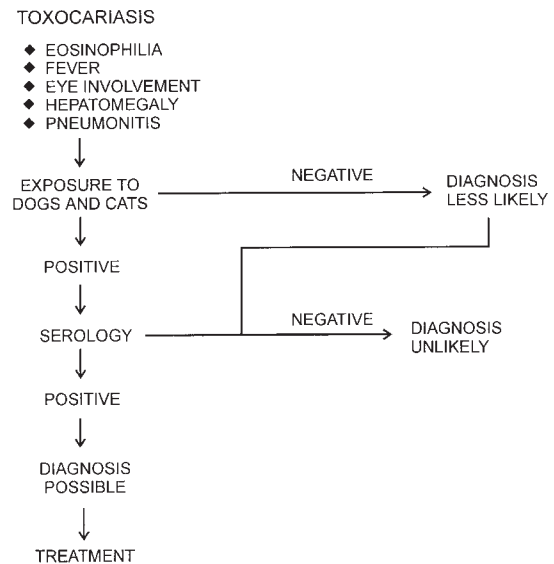 TOXOCARIASIS
◆ EOSINOPHILIA
◆ FEVER
◆ EYE INVOLVEMENT
◆ HEPATOMEGALY
◆ PNEUMONITIS
EXPOSURE TO
DOGS AND CATS
NEGATIVE
DIAGNOSIS
LESS LIKELY
POSITIVE
SEROLOGY
NEGATIVE
DIAGNOSIS
UNLIKELY
POSITIVE
DIAGNOSIS
POSSIBLE
TREATMENT